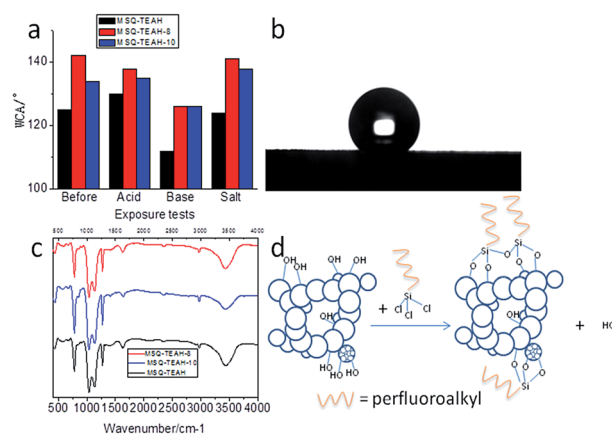 a
MSQ-TEAH
MSQ-TEAH-8
MSQ-TEAH-10
WCA/°
140
120
100
Before Acid Base Salt
Exposure tests
b
c
500 1000 1500 2000 2500 3000 3500 4000
MSQ-TEAH-8
MSQ-TEAH-10
MSQ-TEAH
500 1000 1500 2000 2500 3000 3500 4000
Wavenumber/cm-1
d
OH
OH OH
HO
OH
OH
HO
HO HO
+
Si
Cl Cl
Cl
Si O Si
O O O O
OH
O O O
Si
+ HC
= perfluoroalkyl